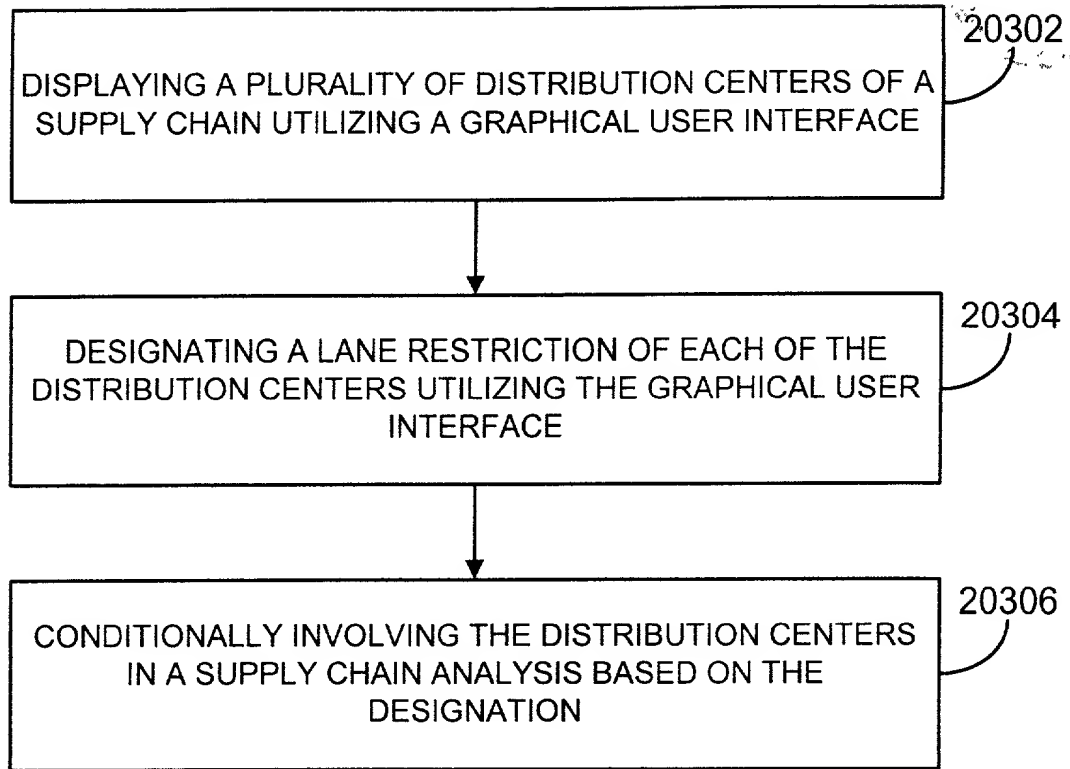 20302
DISPLAYING A PLURALITY OF DISTRIBUTION CENTERS OF A
SUPPLY CHAIN UTILIZING A GRAPHICAL USER INTERFACE
20304
DESIGNATING A LANE RESTRICTION OF EACH OF THE
DISTRIBUTION CENTERS UTILIZING THE GRAPHICAL USER
INTERFACE
20306
CONDITIONALLY INVOLVING THE DISTRIBUTION CENTERS
IN A SUPPLY CHAIN ANALYSIS BASED ON THE
DESIGNATION